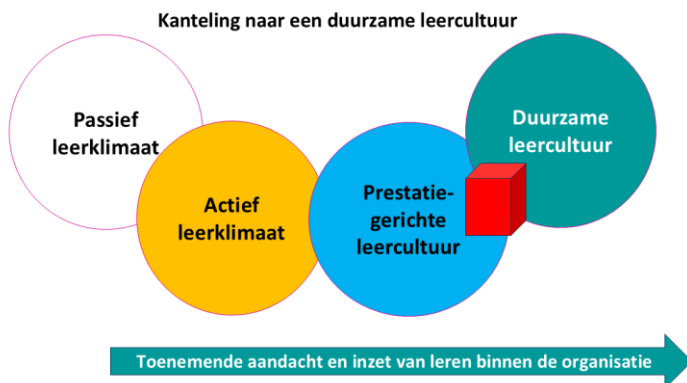 Kanteling naar een duurzame leercultuur
Passief
leerklimaat
Actief
leerklimaat
Prestatie-
gerichte
leercultuur
Duurzame
leercultuur
Toenemende aandacht en inzet van leren binnen de organisatie